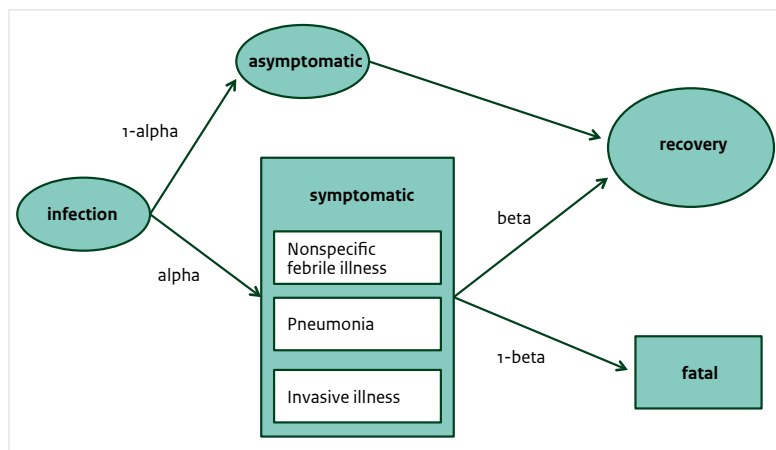 asymptomatic
1-alpha
recovery
infection
symptomatic
beta
Nonspecific
febrile illness
alpha
Pneumonia
1-beta
fatal
Invasive illness